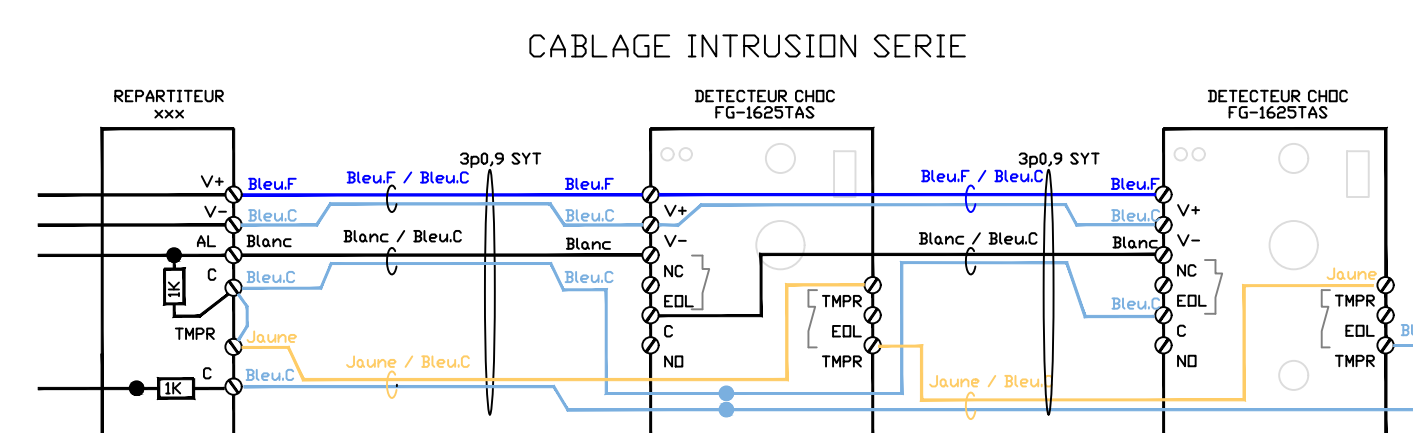 CABLAGE INTRUSION SERIE
REPARTITEUR
xxx
DETECTEUR CHOC
FG-1625TAS
DETECTEUR CHOC
FG-1625TAS
3p0,9 SYT
3p0,9 SYT
V+
Bleu.F
Bleu.F / Bleu.C
Bleu.F
Bleu.F / Bleu.C
Bleu.F
V-
Bleu.C
Bleu.C
V+
Bleu.C
V+
AL
Blanc
Blanc / Bleu.C
Blanc
V-
Blanc / Bleu.C
Blanc
V-
C
Bleu.C
Bleu.C
NC
NC
Jaune
1K
EOL
TMPR
Bleu.C
EOL
TMPR
TMPR
Jaune
C
EOL
C
EOL
Bl
NO
TMPR
NO
TMPR
C
Bleu.C
Jaune / Bleu.C
Jaune / Bleu.C
1K